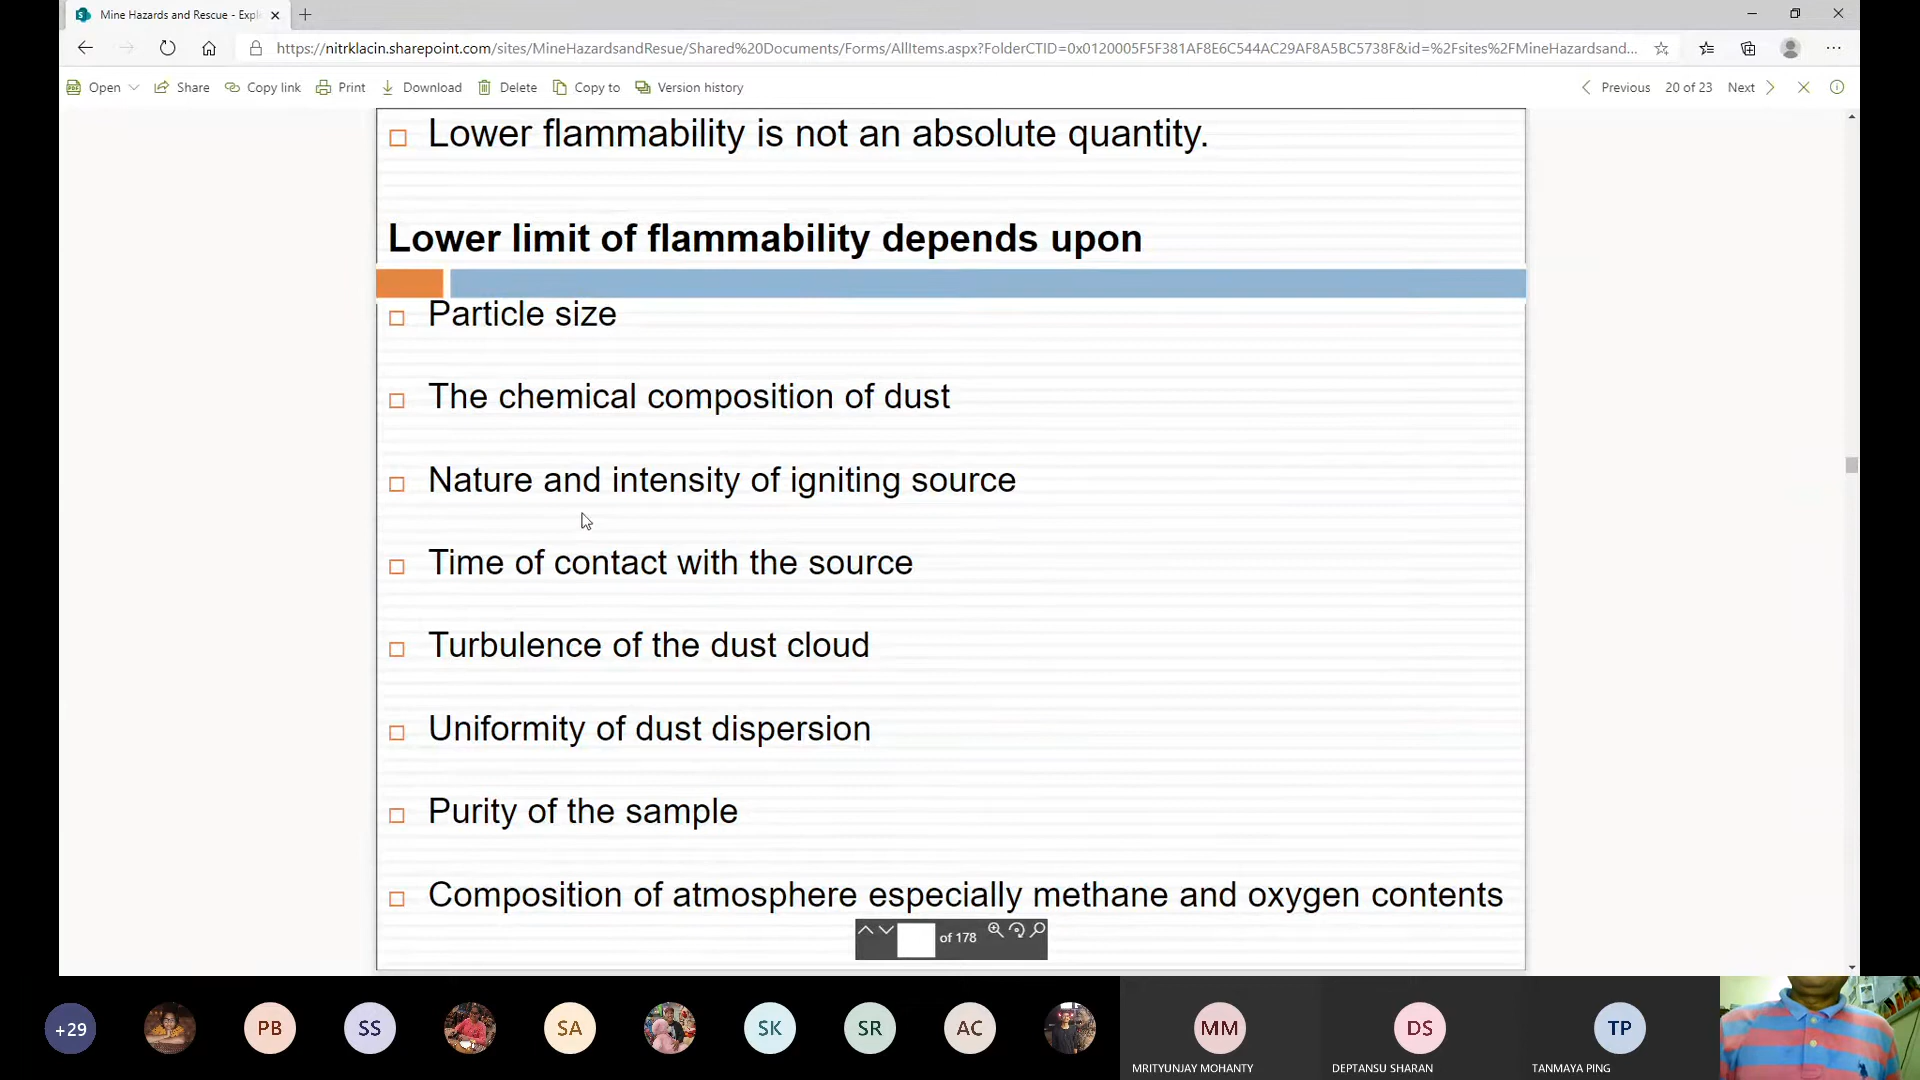 Mine Hazards and Rescue - Expl
https://nitrklacin.sharepoint.com/sites/MineHazardsandResue/Shared%20Documents/Forms/AllItems.aspx?FolderCTID=0x0120005F5F381AF8E6C544AC29AF8A5BC5738F&id=%2Fsites%2FMineHazardsand...
Open Share Copy link Print Download Delete Copy to Version history Previous 20 of 23 Next
Lower flammability is not an absolute quantity.
Lower limit of flammability depends upon
Particle size
The chemical composition of dust
Nature and intensity of igniting source
Time of contact with the source
Turbulence of the dust cloud
Uniformity of dust dispersion
Purity of the sample
Composition of atmosphere especially methane and oxygen contents
of 178
+29 PB SS SA SK SR AC MM DS TP
MRITYUNJAY MOHANTY DEPTANSU SHARAN TANMAYA PING